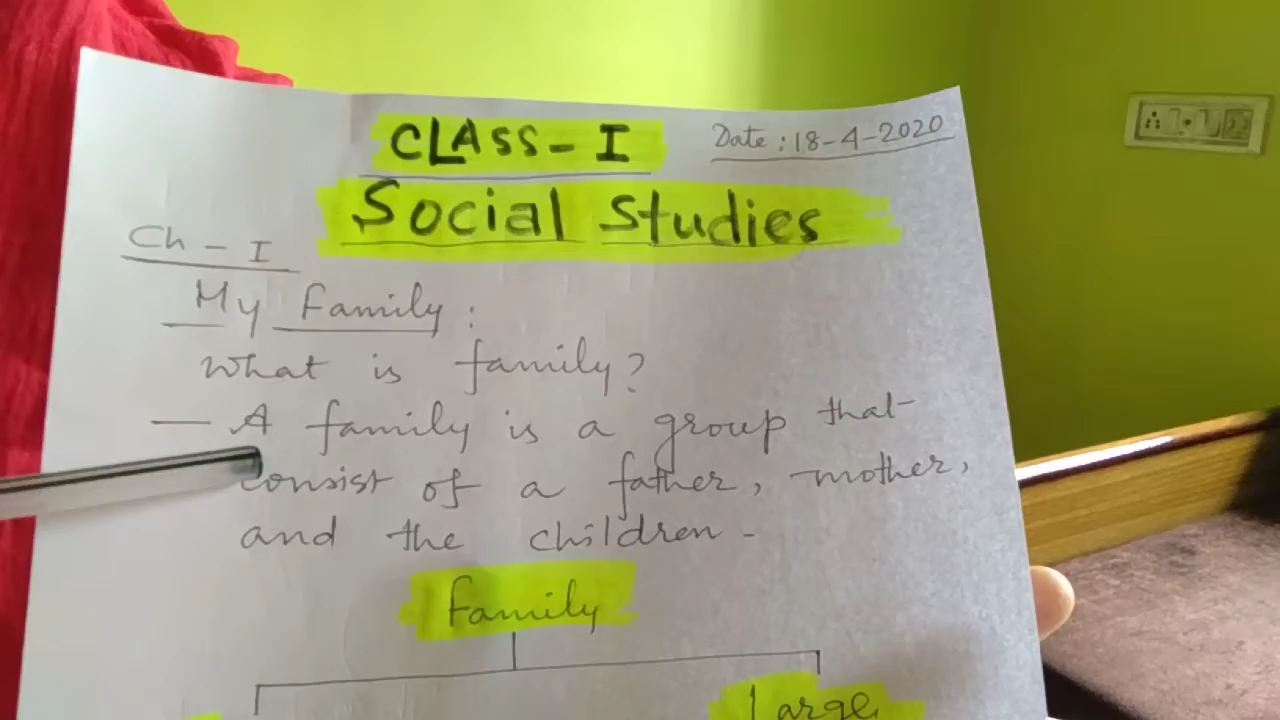 CLASS - I
Date : 18-4-2020
Social Studies
Ch - I
My Family :
What is family?
— A family is a group that
consist of a father, mother,
and the children -
Family
Large